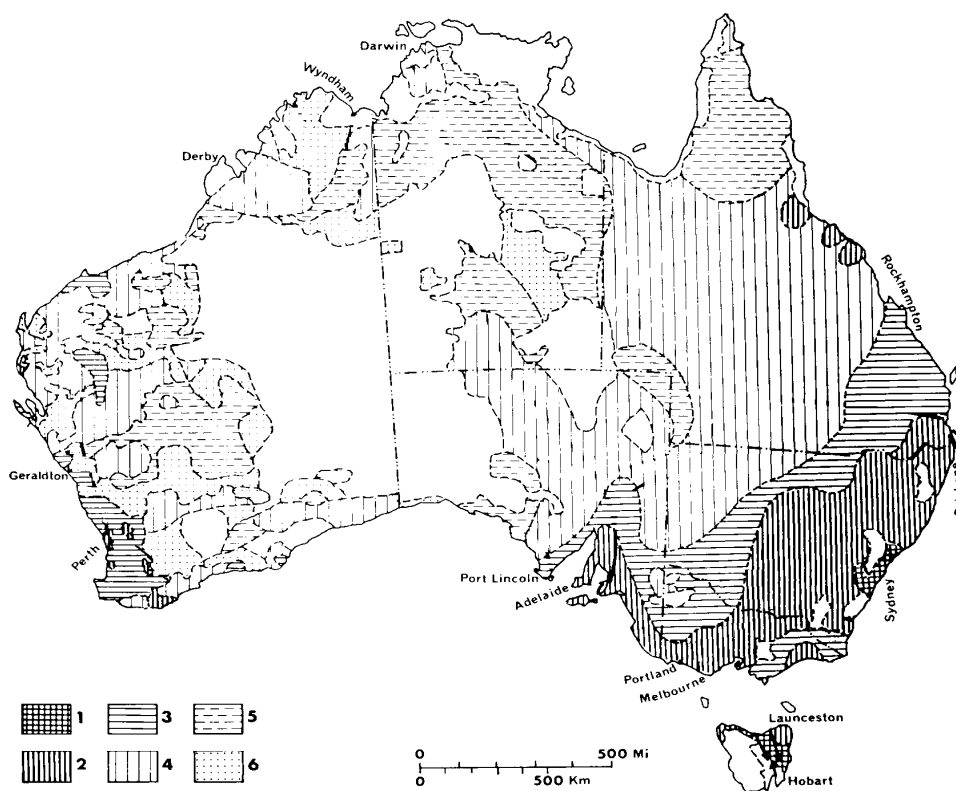 Darwin
Wyndham
Derby
Rockhampton
Geraldton
Perth
Port Lincoln
Adelaide
Sydney
Portland
Melbourne
Launceston
Hobart
1 3 5
2 4 6
0 500 Mi
0 500 Km